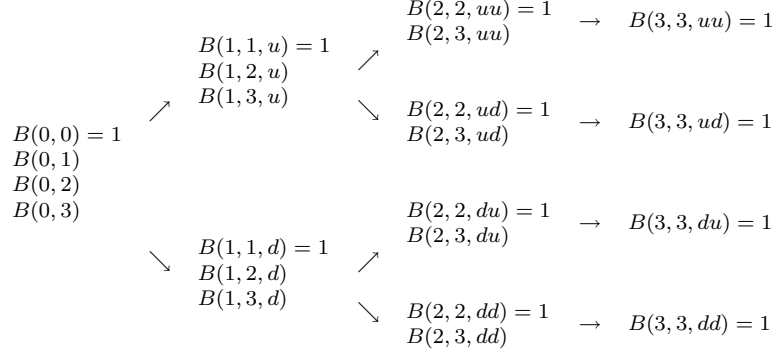 B(0, 0) = 1
B(0, 1)
B(0, 2)
B(0, 3)
B(1, 1, u) = 1
B(1, 2, u)
B(1, 3, u)
B(1, 1, d) = 1
B(1, 2, d)
B(1, 3, d)
B(2, 2, uu) = 1
B(2, 3, uu)
B(2, 2, ud) = 1
B(2, 3, ud)
B(2, 2, du) = 1
B(2, 3, du)
B(2, 2, dd) = 1
B(2, 3, dd)
B(3, 3, uu) = 1
B(3, 3, ud) = 1
B(3, 3, du) = 1
B(3, 3, dd) = 1